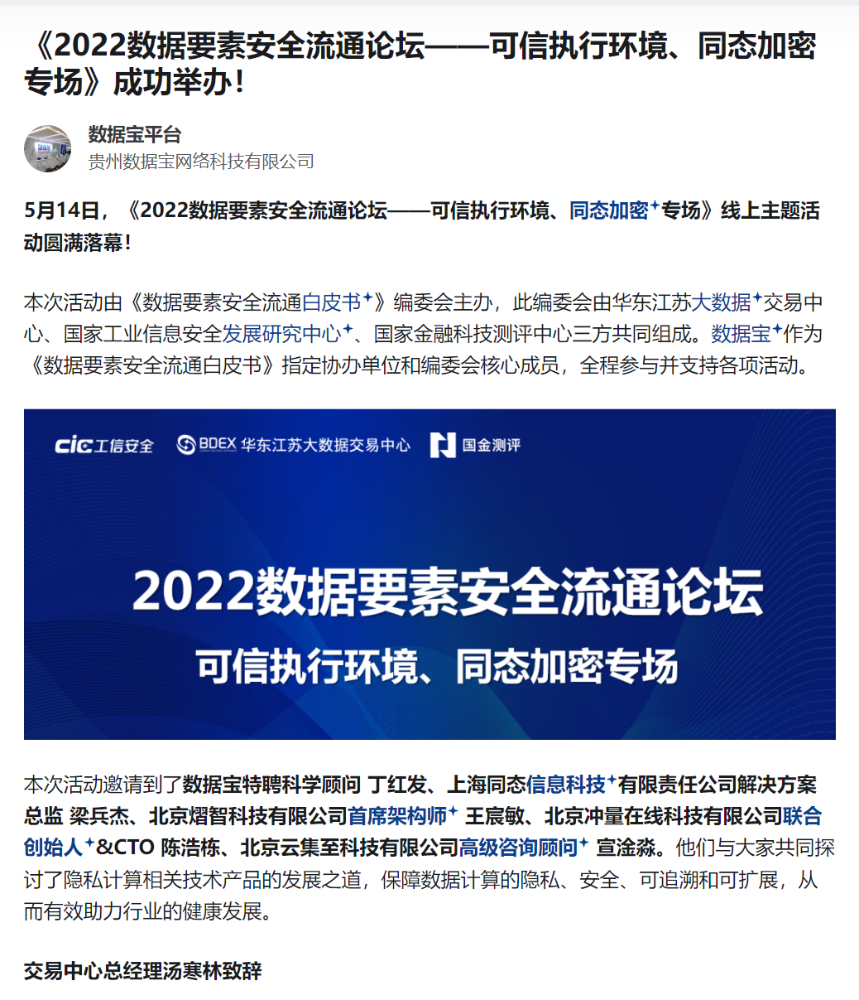 《2022数据要素安全流通论坛——可信执行环境、同态加密
专场》成功举办！
数据宝平台
贵州数据宝网络科技有限公司
5月14日，《2022数据要素安全流通论坛——可信执行环境、同态加密专场》线上主题活
动圆满落幕！
本次活动由《数据要素安全流通白皮书》编委会主办，此编委会由华东江苏大数据交易中
心、国家工业信息安全发展研究中心、国家金融科技测评中心三方共同组成。数据宝作为
《数据要素安全流通白皮书》指定协办单位和编委会核心成员，全程参与并支持各项活动。
CIC工信安全 BDEX 华东江苏大数据交易中心 国金测评
2022数据要素安全流通论坛
可信执行环境、同态加密专场
本次活动邀请到了数据宝特聘科学顾问 丁红发、上海同态信息科技有限责任公司解决方案
总监 梁兵杰、北京熠智科技有限公司首席架构师 王宸敏、北京冲量在线科技有限公司联合
创始人&CTO 陈浩栋、北京云集至科技有限公司高级咨询顾问 宣淦淼。他们与大家共同探
讨了隐私计算相关技术产品的发展之道，保障数据计算的隐私、安全、可追溯和可扩展，从
而有效助力行业的健康发展。
交易中心总经理汤寒林致辞